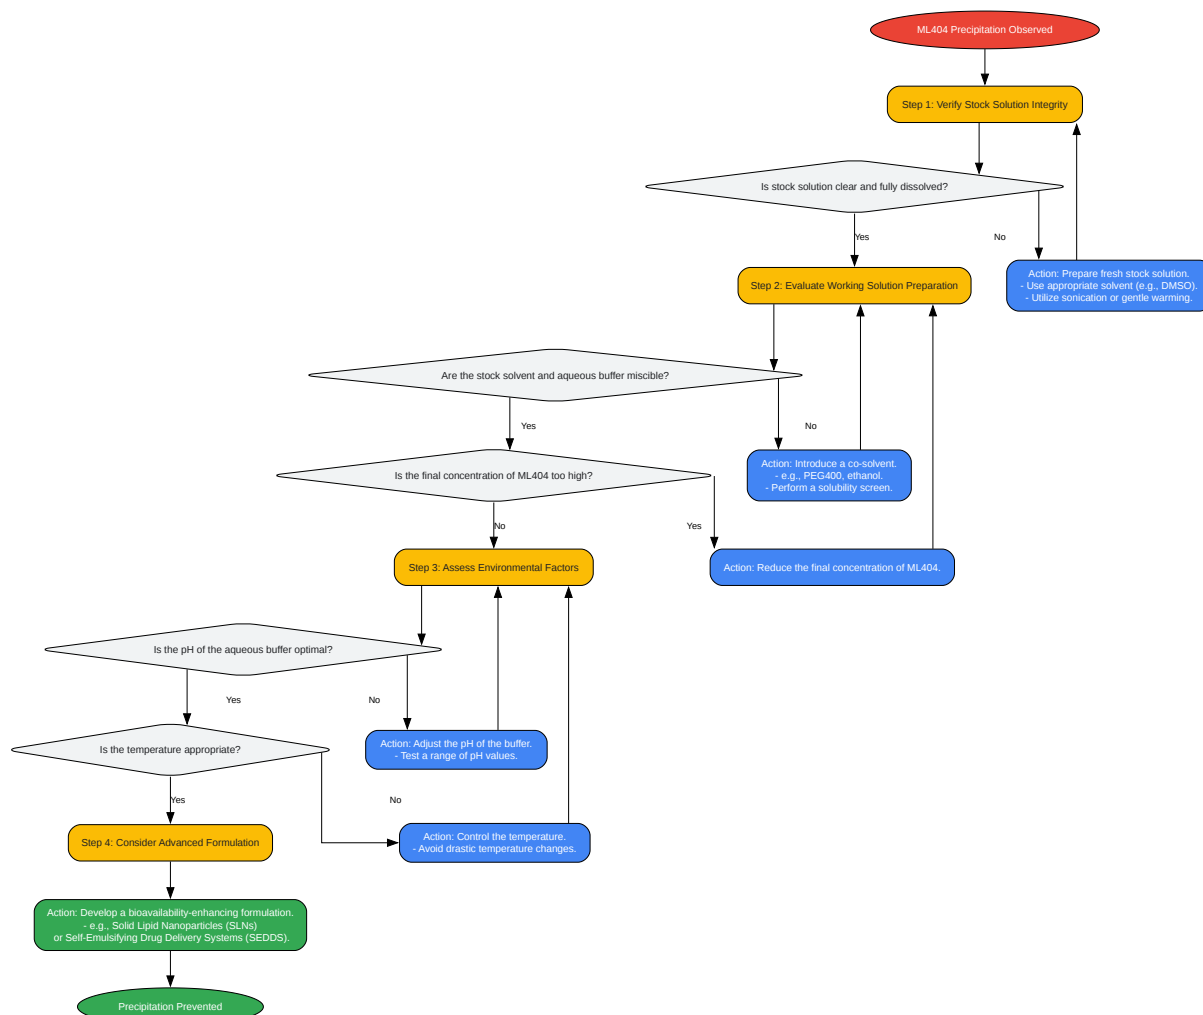 ML404 Precipitation Observed
Step 1: Verify Stock Solution Integrity
Is stock solution clear and fully dissolved?
Yes
No
Action: Prepare fresh stock solution.
- Use appropriate solvent (e.g., DMSO).
- Utilize sonication or gentle warming.
Step 2: Evaluate Working Solution Preparation
Are the stock solvent and aqueous buffer miscible?
Yes
No
Action: Introduce a co-solvent.
- e.g., PEG400, ethanol.
- Perform a solubility screen.
Is the final concentration of ML404 too high?
No
Yes
Action: Reduce the final concentration of ML404.
Step 3: Assess Environmental Factors
Is the pH of the aqueous buffer optimal?
Yes
No
Action: Adjust the pH of the buffer.
- Test a range of pH values.
Is the temperature appropriate?
Yes
No
Action: Control the temperature.
- Avoid drastic temperature changes.
Step 4: Consider Advanced Formulation
Action: Develop a bioavailability-enhancing formulation.
- e.g., Solid Lipid Nanoparticles (SLNs)
or Self-Emulsifying Drug Delivery Systems (SEDDS).
Precipitation Prevented